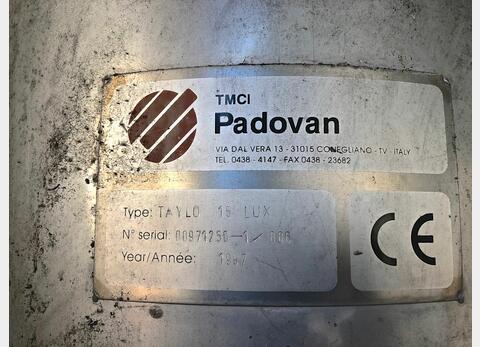 TMCI
Padovan
VIA DAL VERA 13 - 31015 CONEGLIANO - TV - ITALY
TEL. 0438 - 4147 - FAX 0438 - 23682
Type: TAYLO 15 LUX
N° serial:
Year/Année:
CE